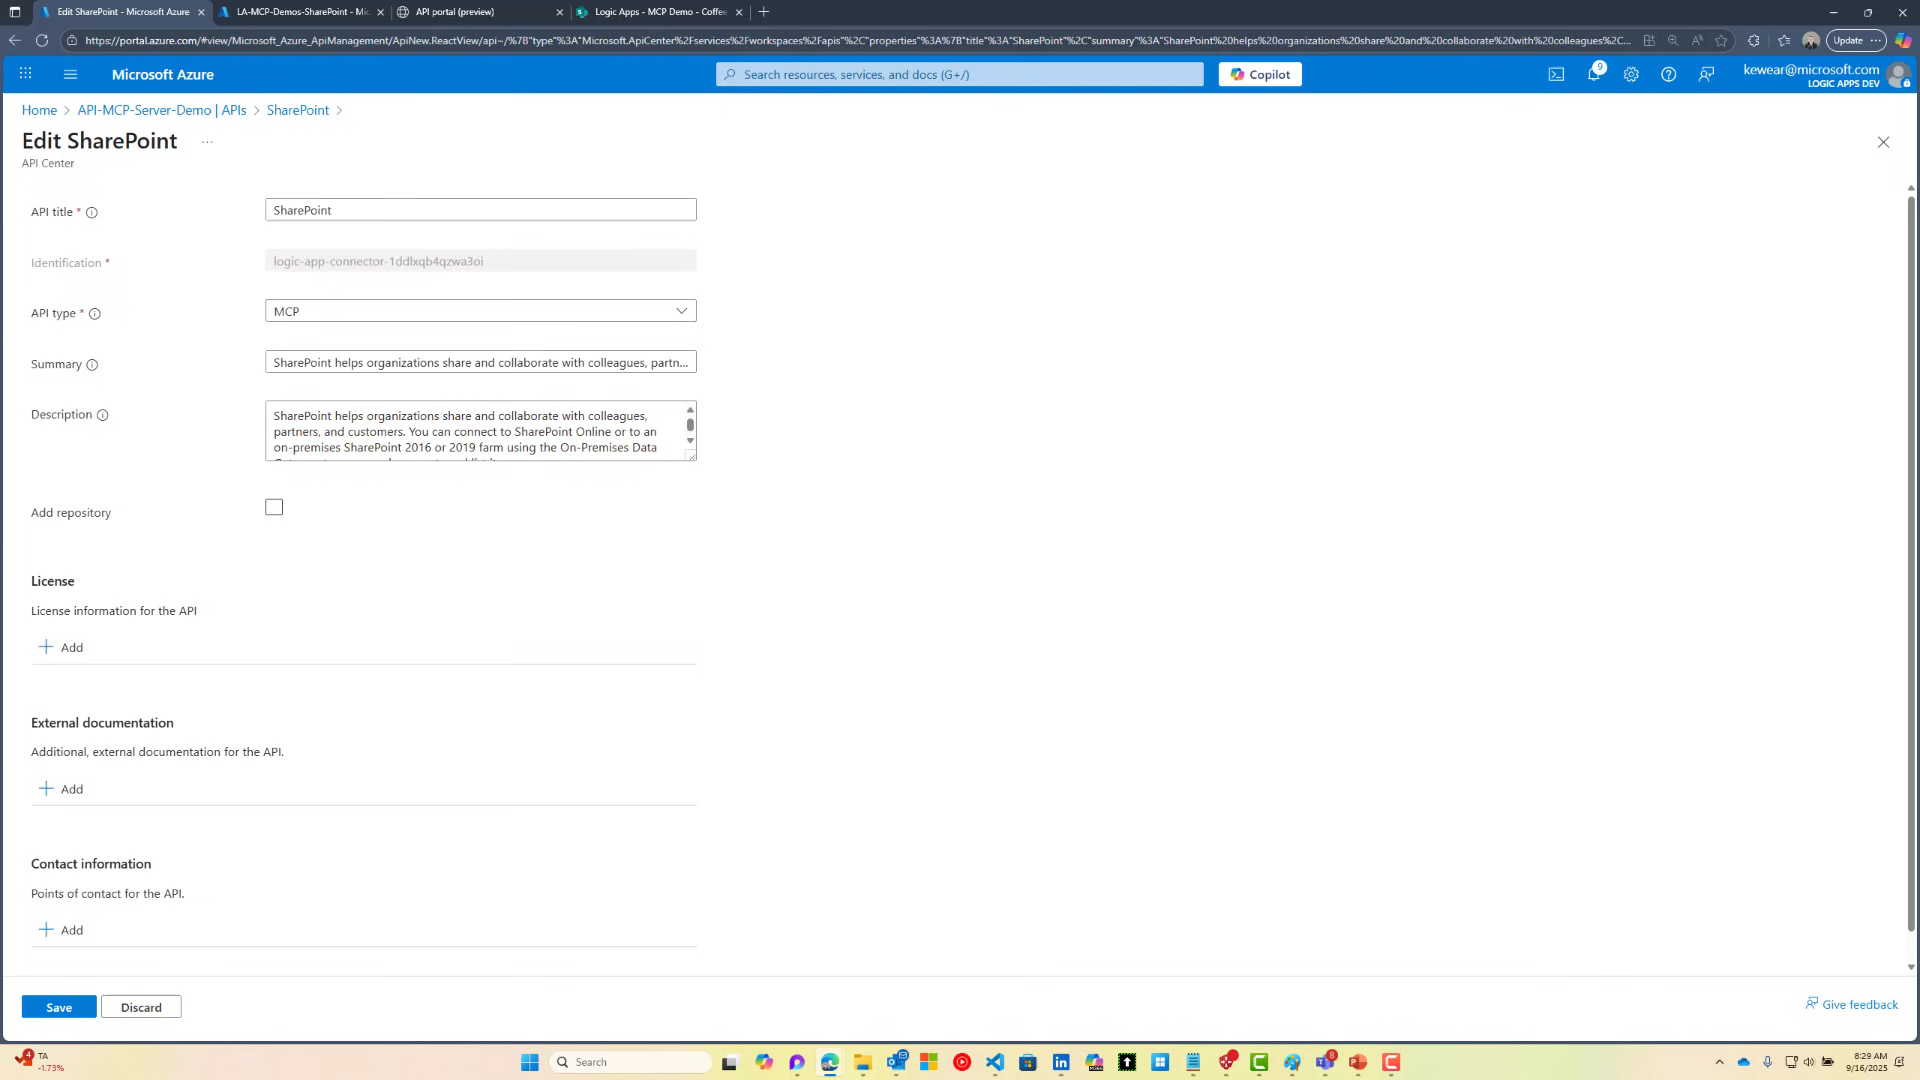 Edit SharePoint - Microsoft Azure
LA-MCP-Demos-SharePoint - Mic
API portal (preview)
Logic Apps - MCP Demo - Coffee
https://portal.azure.com/#view/Microsoft_Azure_ApiManagement/ApiNew.ReactView/api~/%7B"type"%3A"Microsoft.ApiCenter%2Fservices%2Fworkspaces%2Fapis"%2C"properties"%3A%7B"title"%3A"SharePoint"%2C"summary"%3A"SharePoint%20helps%20organizations%20share%20and%20collaborate%20with%20colleagues%2C...
Update
Microsoft Azure
Search resources, services, and docs (G+/)
Copilot
9
kewear@microsoft.com
LOGIC APPS DEV
Home > API-MCP-Server-Demo | APIs > SharePoint >
Edit SharePoint ...
API Center
API title *
SharePoint
Identification *
logic-app-connector-1ddlxqb4qzwa3oi
API type *
MCP
Summary
SharePoint helps organizations share and collaborate with colleagues, partn...
Description
SharePoint helps organizations share and collaborate with colleagues,
partners, and customers. You can connect to SharePoint Online or to an
on-premises SharePoint 2016 or 2019 farm using the On-Premises Data
Add repository
License
License information for the API
Add
External documentation
Additional, external documentation for the API.
Add
Contact information
Points of contact for the API.
Add
Save
Discard
Give feedback
4
TA
-1.73%
Search
8
8:29 AM
9/16/2025